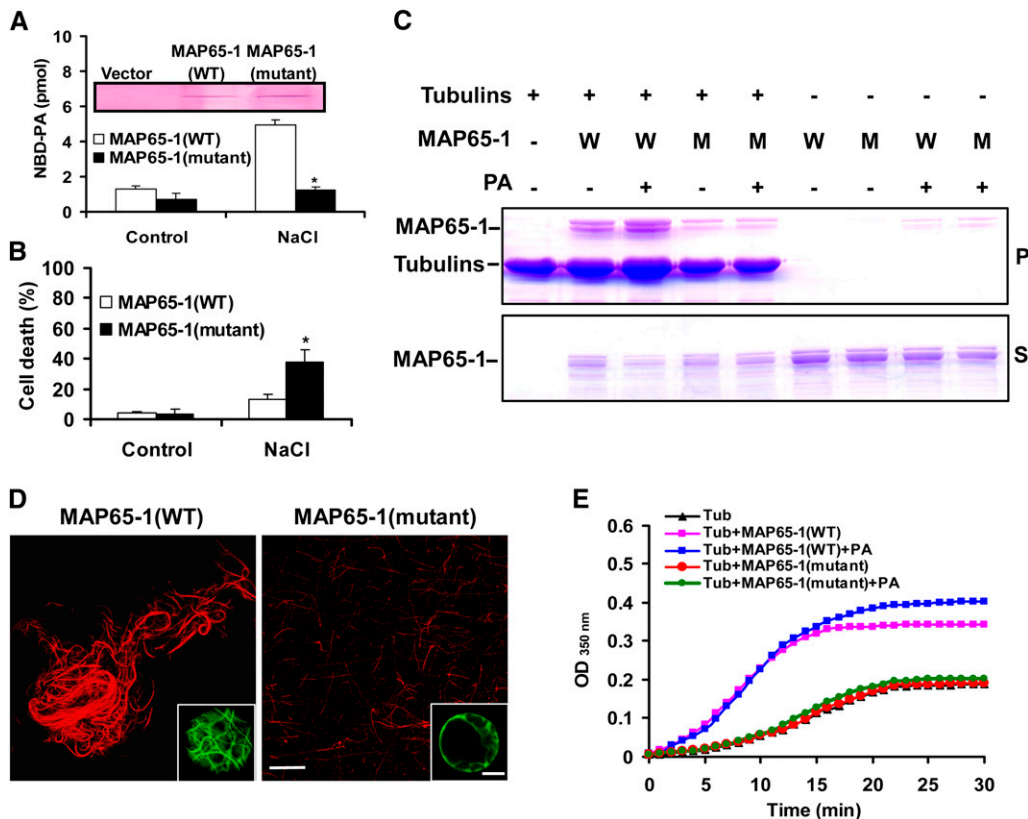 A
NBD-PA (pmol)
10
8
6
4
2
0
Vector
MAP65-1 (WT)
MAP65-1 (mutant)
MAP65-1(WT)
MAP65-1(mutant)
*
Control
NaCl
B
Cell death (%)
100
80
60
40
20
0
MAP65-1(WT)
MAP65-1(mutant)
*
Control
NaCl
C
Tubulins + + + + + - - - -
MAP65-1 - W W M M W M W M
PA - - + - + - - + +
MAP65-1
Tubulins
P
MAP65-1
S
D
MAP65-1(WT)
MAP65-1(mutant)
E
OD 350 nm
0.6
0.5
0.4
0.3
0.2
0.1
0
Tub
Tub+MAP65-1(WT)
Tub+MAP65-1(WT)+PA
Tub+MAP65-1(mutant)
Tub+MAP65-1(mutant)+PA
0 5 10 15 20 25 30
Time (min)